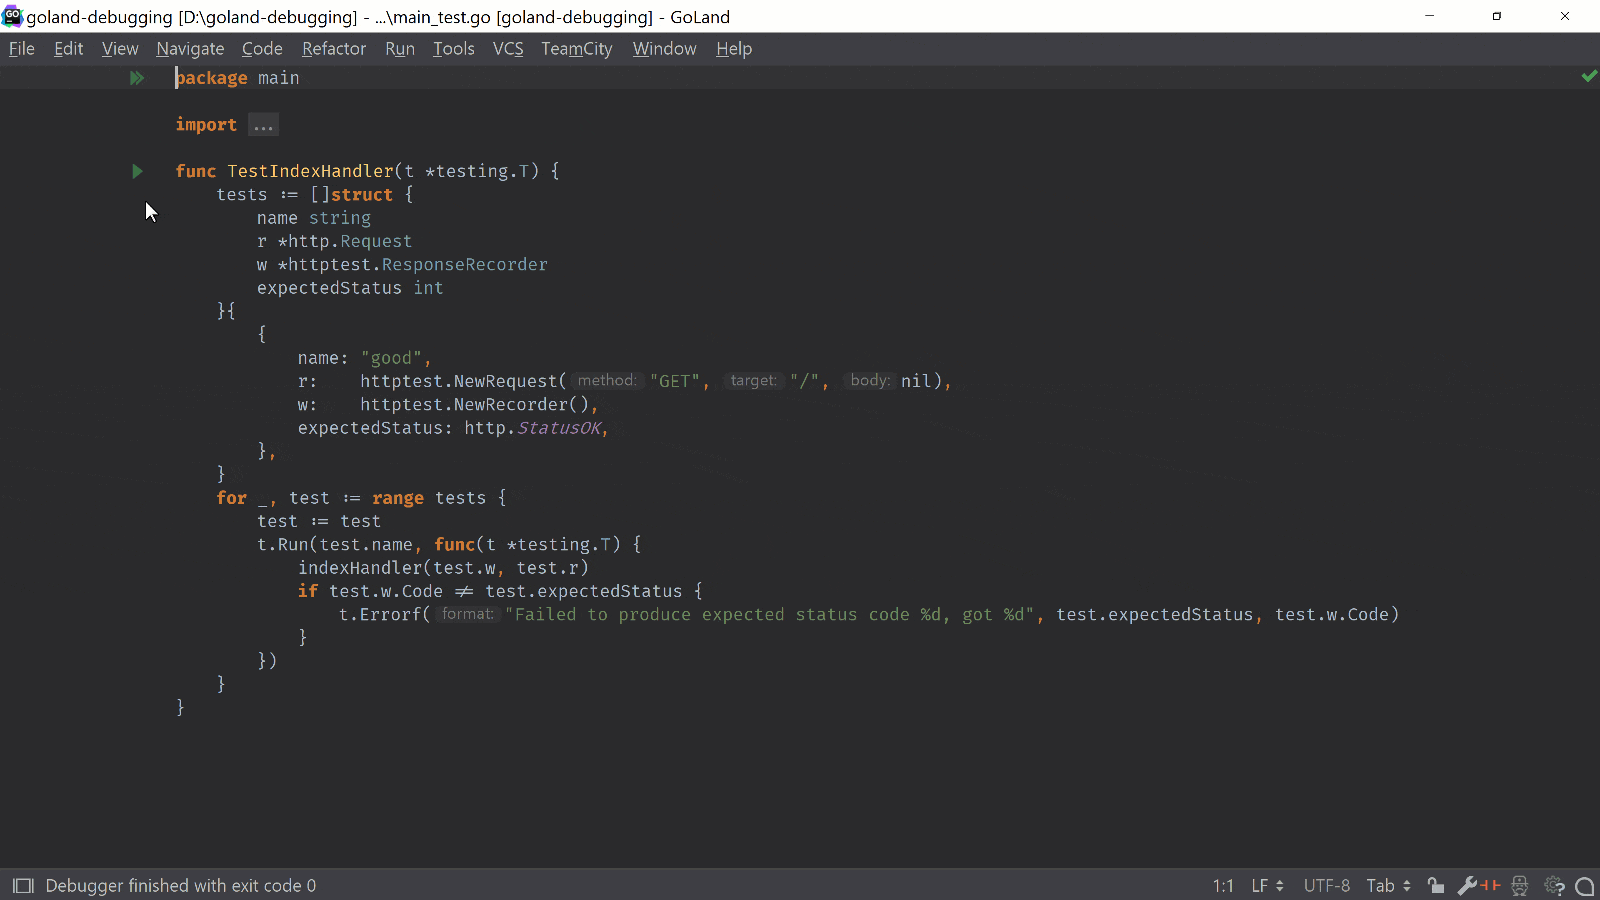 GO goland-debugging [D:\goland-debugging] - ...\main_test.go [goland-debugging] - GoLand
File Edit View Navigate Code Refactor Run Tools VCS TeamCity Window Help
package main
import ...
func TestIndexHandler(t *testing.T) {
tests := []struct {
name string
r *http.Request
w *httptest.ResponseRecorder
expectedStatus int
}{
{
name: "good",
r: httptest.NewRequest( method: "GET", target: "/", body: nil),
w: httptest.NewRecorder(),
expectedStatus: http.StatusOK,
},
}
for _, test := range tests {
test := test
t.Run(test.name, func(t *testing.T) {
indexHandler(test.w, test.r)
if test.w.Code ≠ test.expectedStatus {
t.Errorf( format: "Failed to produce expected status code %d, got %d", test.expectedStatus, test.w.Code)
}
})
}
}
Debugger finished with exit code 0 1:1 LF UTF-8 Tab